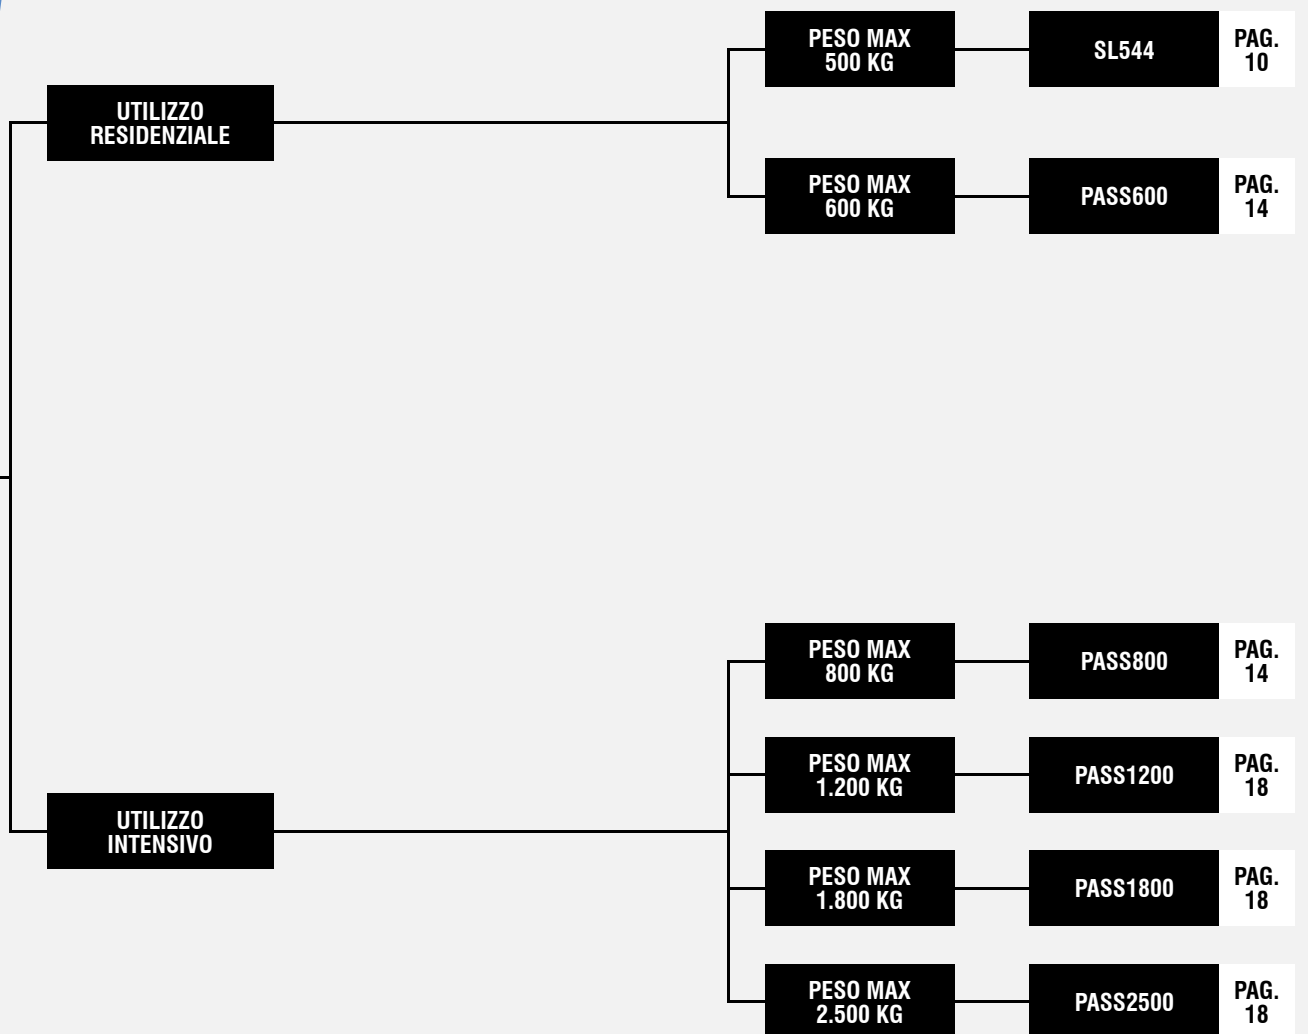 PESO MAX
500 KG
SL544
PAG.
10
UTILIZZO
RESIDENZIALE
PESO MAX
600 KG
PASS600
PAG.
14
PESO MAX
800 KG
PASS800
PAG.
14
PESO MAX
1.200 KG
PASS1200
PAG.
18
UTILIZZO
INTENSIVO
PESO MAX
1.800 KG
PASS1800
PAG.
18
PESO MAX
2.500 KG
PASS2500
PAG.
18